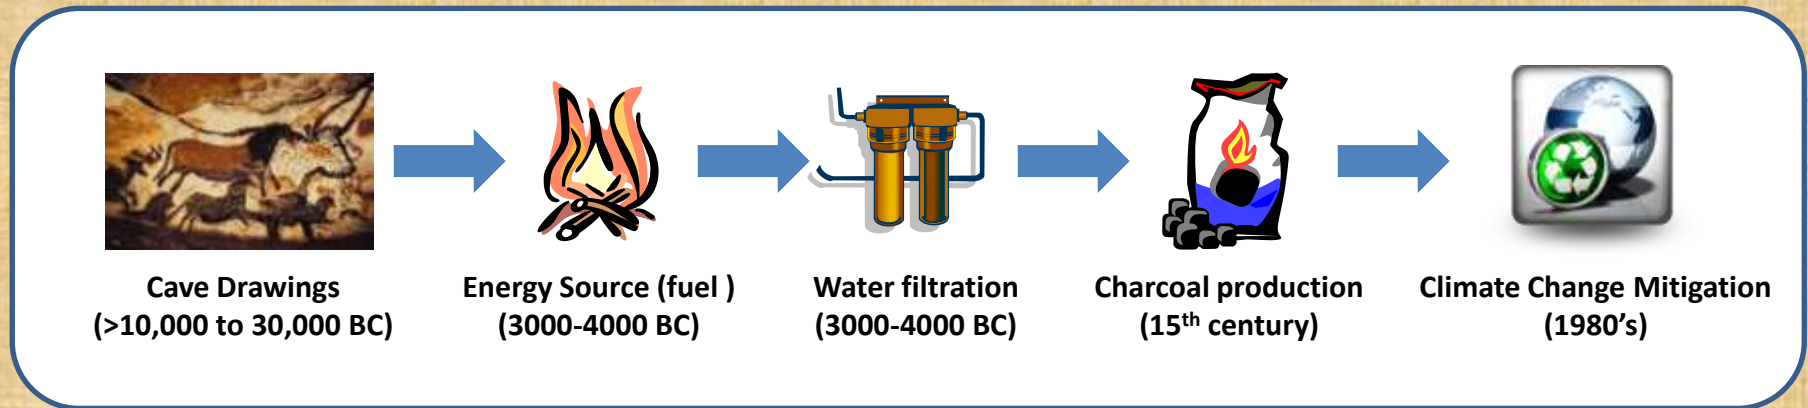 Cave Drawings
(>10,000 to 30,000 BC)
Energy Source (fuel )
(3000-4000 BC)
Water filtration
(3000-4000 BC)
Charcoal production
(15th century)
Climate Change Mitigation
(1980’s)